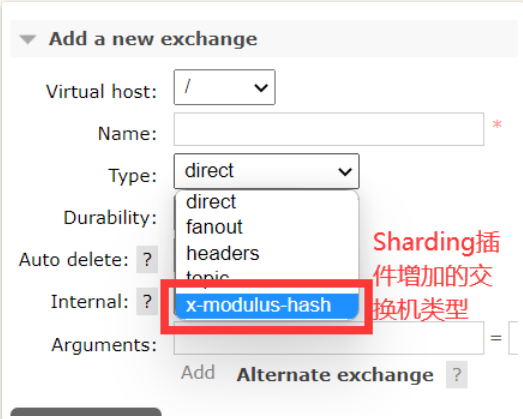 Add a new exchange
Virtual host: /
Name: *
Type: direct
direct
fanout
Durability:
headers
Auto delete: ?
topic
Internal: ?
x-modulus-hash
Sharding插
件增加的交
换机类型
Arguments: =
Add Alternate exchange ?